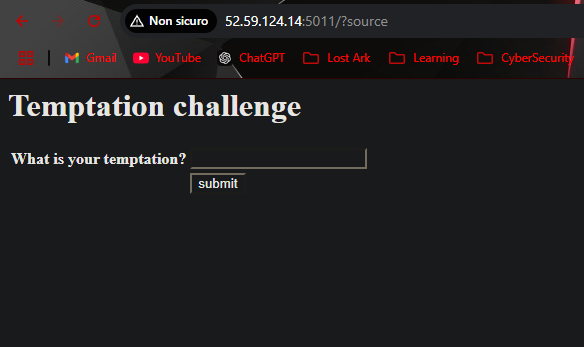 Non sicuro 52.59.124.14:5011/?source
Gmail YouTube ChatGPT Lost Ark Learning CyberSecurity
Temptation challenge
What is your temptation?
submit